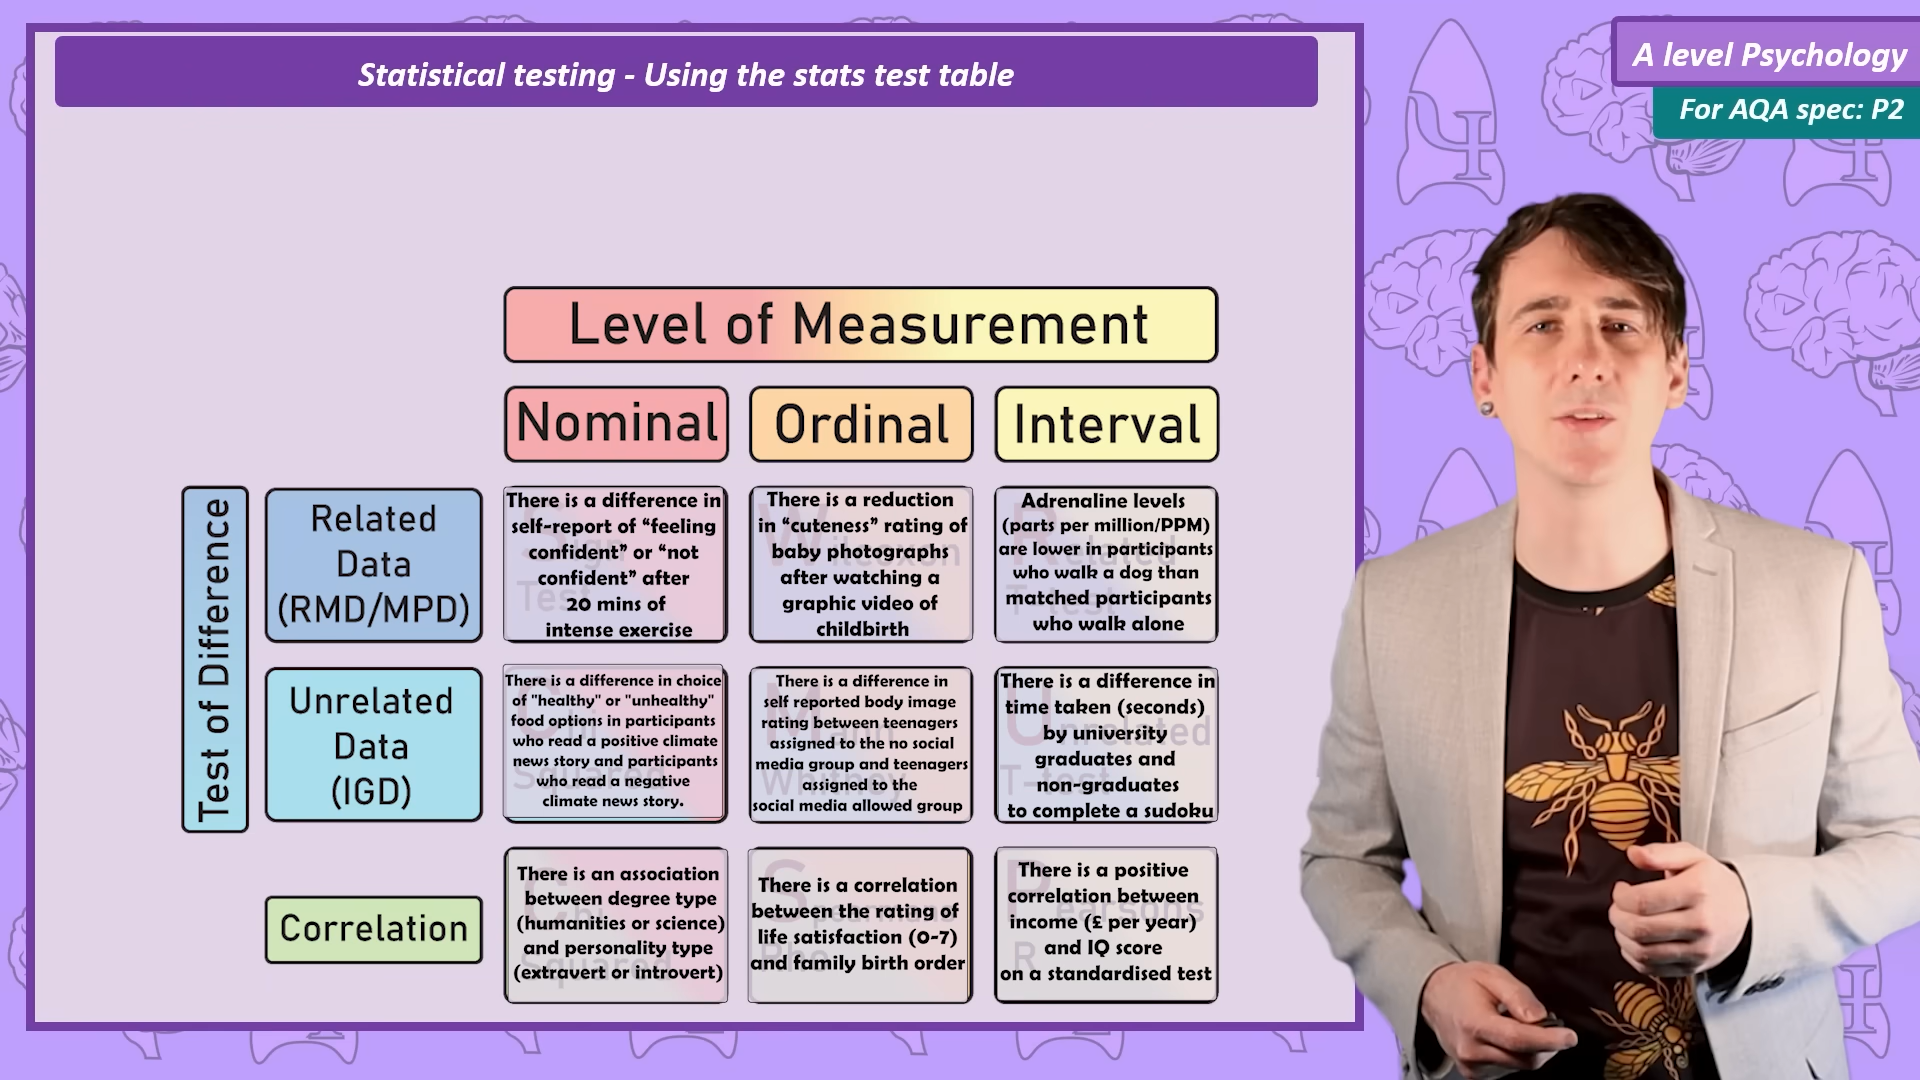 Statistical testing - Using the stats test table
A level Psychology
For AQA spec: P2
Level of Measurement
Nominal
Ordinal
Interval
Test of Difference
Related
Data
(RMD/MPD)
There is a difference in
self-report of “feeling
confident” or “not
confident” after
20 mins of
intense exercise
There is a reduction
in “cuteness” rating of
baby photographs
after watching a
graphic video of
childbirth
Adrenaline levels
(parts per million/PPM)
are lower in participants
who walk a dog than
matched participants
who walk alone
Unrelated
Data
(IGD)
There is a difference in choice
of "healthy" or "unhealthy"
food options in participants
who read a positive climate
news story and participants
who read a negative
climate news story.
There is a difference in
self reported body image
rating between teenagers
assigned to the no social
media group and teenagers
assigned to the
social media allowed group
There is a difference in
time taken (seconds)
by university
graduates and
non-graduates
to complete a sudoku
Correlation
There is an association
between degree type
(humanities or science)
and personality type
(extravert or introvert)
There is a correlation
between the rating of
life satisfaction (0-7)
and family birth order
There is a positive
correlation between
income (£ per year)
and IQ score
on a standardised test